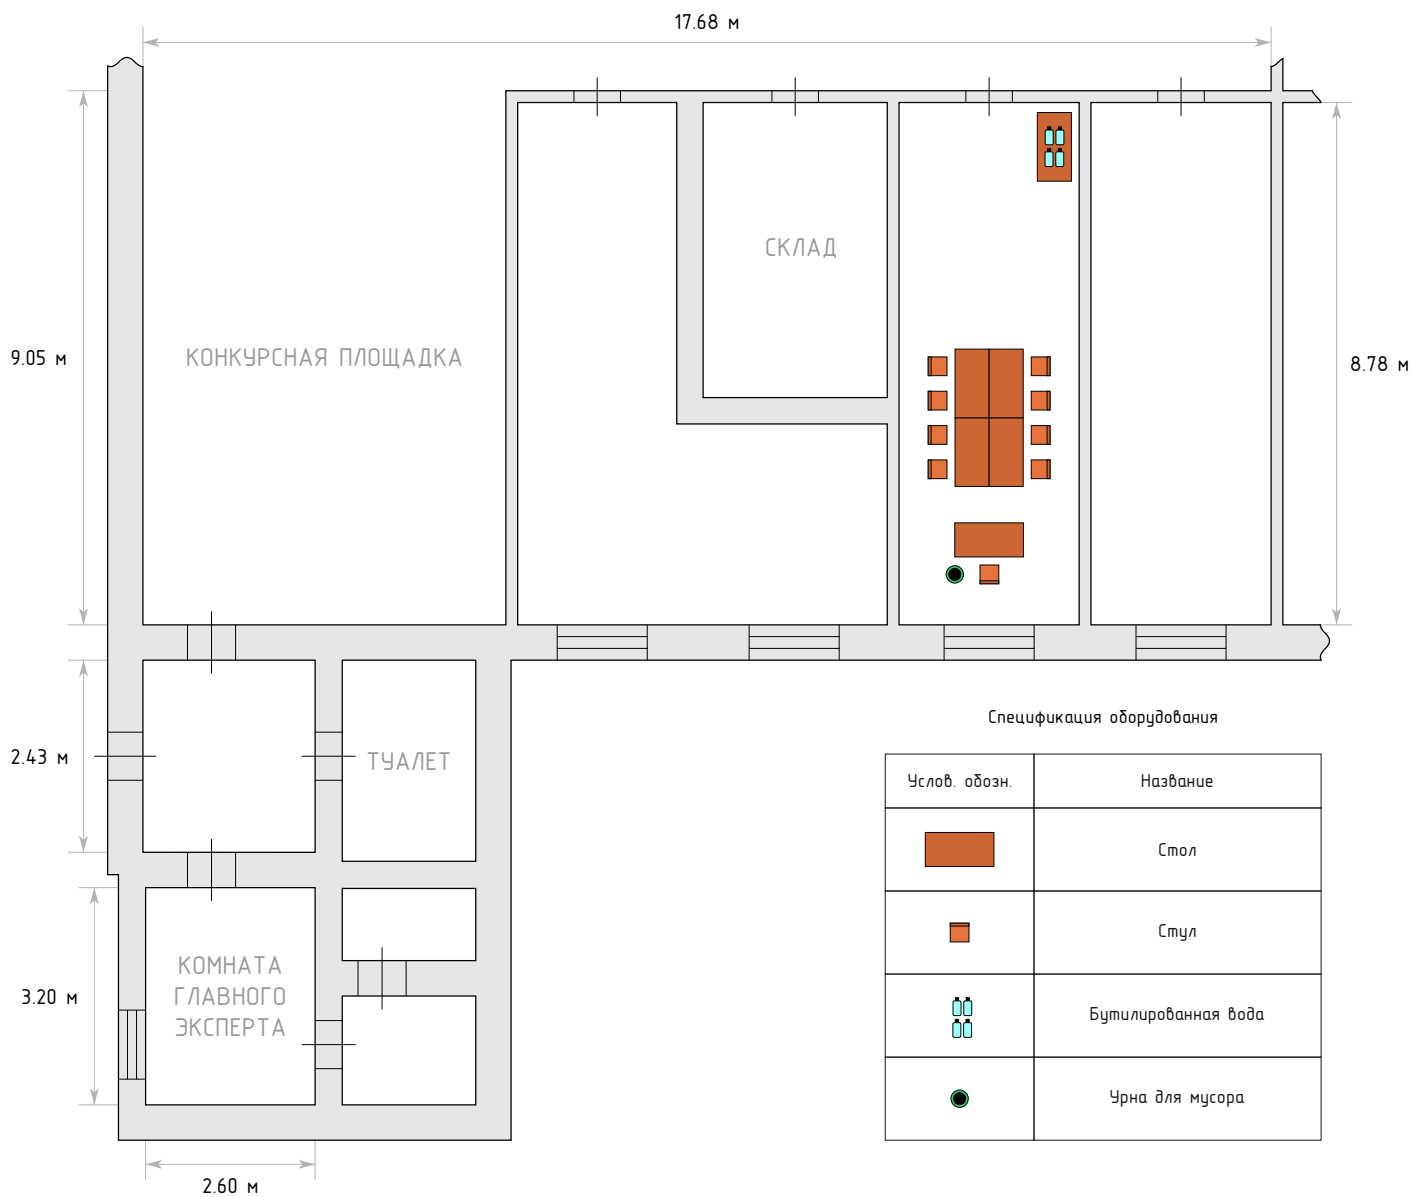 17.68 м
СКЛАД
КОНКУРСНАЯ ПЛОЩАДКА
9.05 м
8.78 м
Спецификация оборудования
2.43 м
ТУАЛЕТ
Услов. обозн.
Название
Стол
Стул
КОМНАТА
ГЛАВНОГО
ЭКСПЕРТА
3.20 м
Бутилированная вода
Урна для мусора
2.60 м